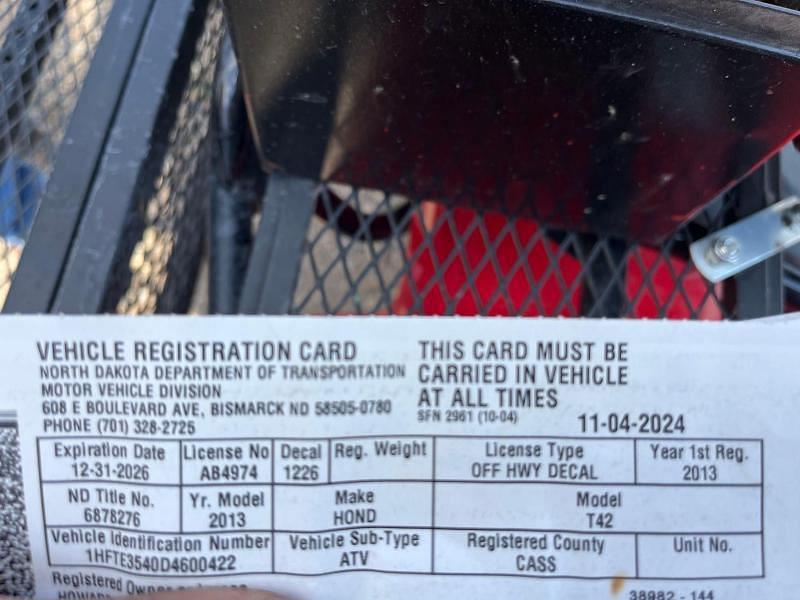 VEHICLE REGISTRATION CARD
NORTH DAKOTA DEPARTMENT OF TRANSPORTATION
MOTOR VEHICLE DIVISION
608 E BOULEVARD AVE, BISMARCK ND 58505-0780
PHONE (701) 328-2725
THIS CARD MUST BE
CARRIED IN VEHICLE
AT ALL TIMES
SFN 2961 (10-04)
11-04-2024
Expiration Date License No Decal Reg. Weight License Type Year 1st Reg.
12-31-2026 AB4974 1226 OFF HWY DECAL 2013
ND Title No. Yr. Model Make Model
6878276 2013 HOND T42
Vehicle Identification Number Vehicle Sub-Type Registered County Unit No.
1HFTE3540D4600422 ATV CASS
Registered
38982 - 144